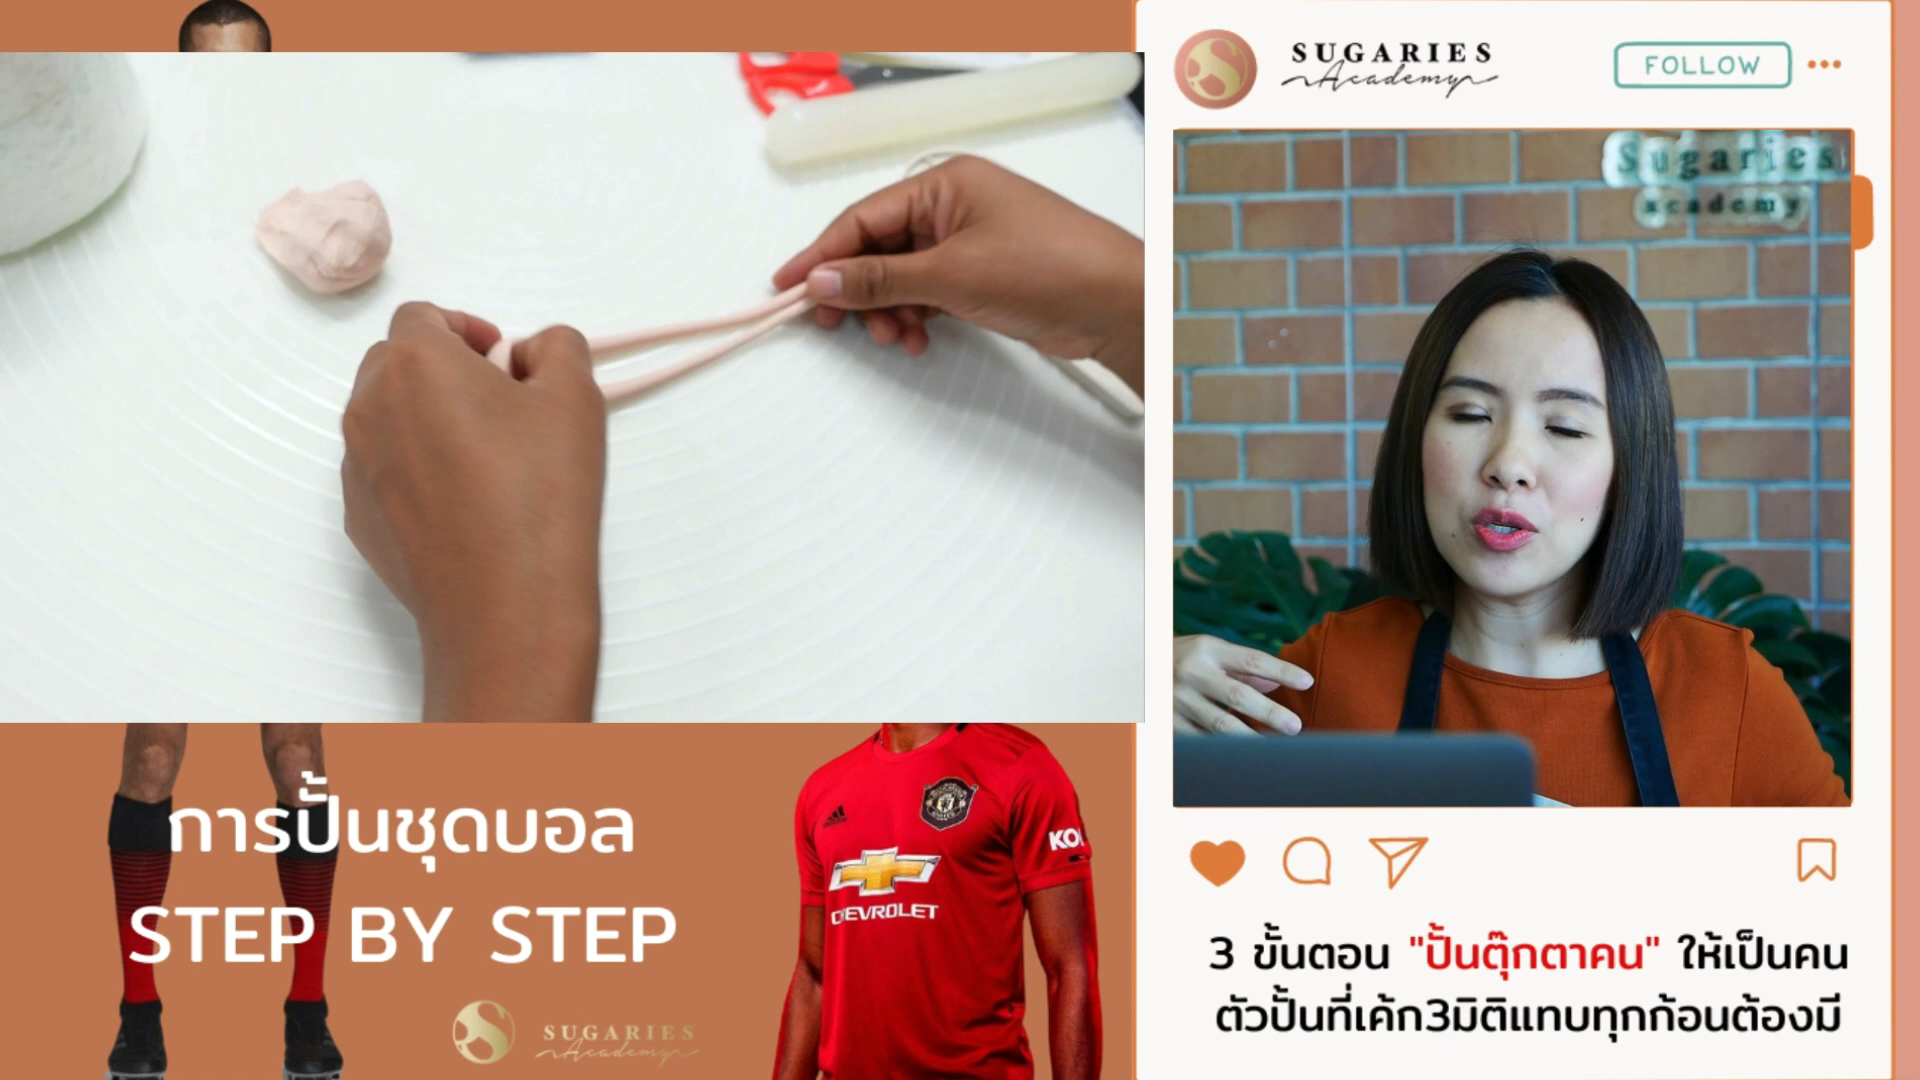 SUGARIES
Academy
FOLLOW
Sugaries
academy
การปั้นชุดบอล
STEP BY STEP
SUGARIES
Academy
CHEVROLET
3 ขั้นตอน "ปั้นตุ๊กตาคน" ให้เป็นคน
ตัวปั้นที่เค้ก3มิติแทบทุกก้อนต้องมี